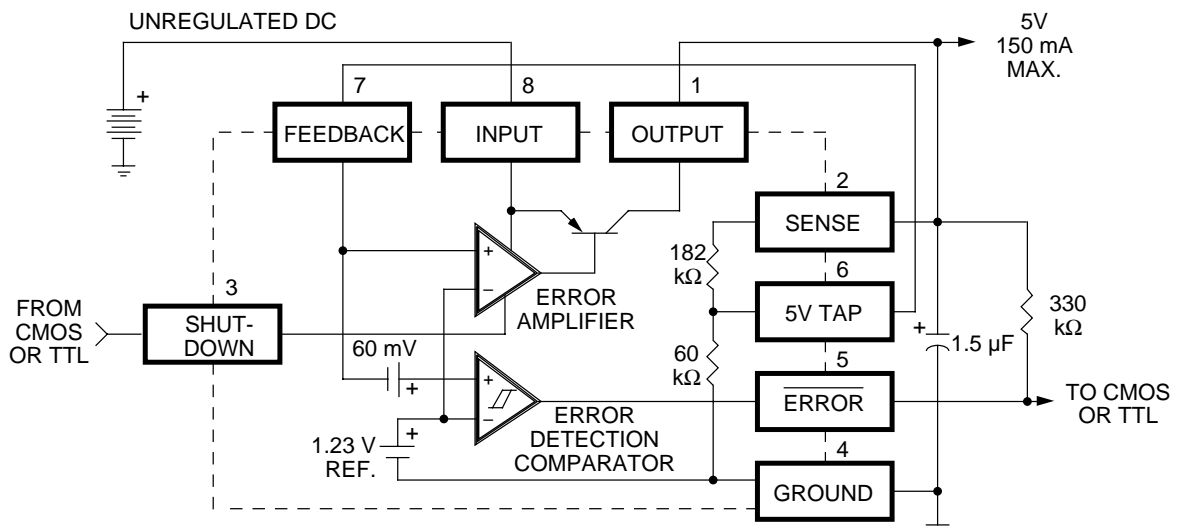 UNREGULATED DC
5V
150 mA
MAX.
7
8
1
+
FEEDBACK
INPUT
OUTPUT
2
SENSE
182
kΩ
+
−
6
5V TAP
330
kΩ
3
FROM
CMOS
OR TTL
SHUT-
DOWN
ERROR
AMPLIFIER
+
1.5 µF
60 mV
+
+
−
60
kΩ
5
ERROR
TO CMOS
OR TTL
ERROR
DETECTION
COMPARATOR
+
1.23 V
REF.
4
GROUND